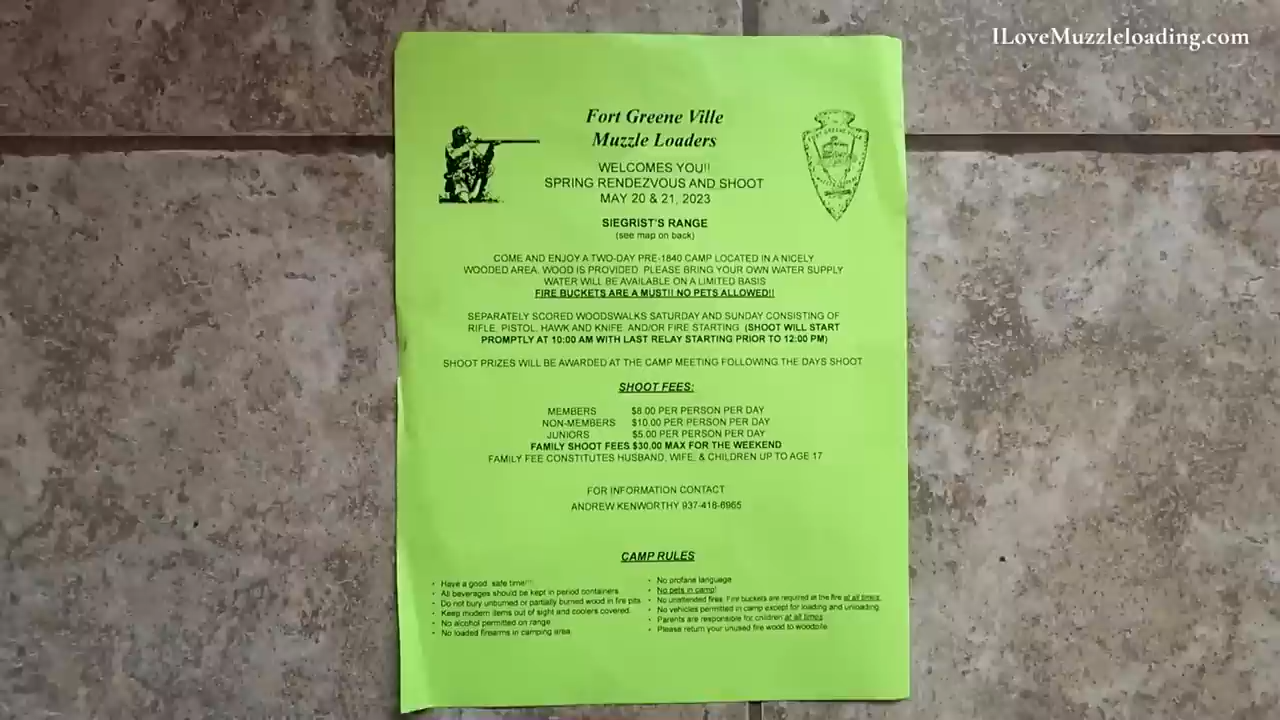 ILoveMuzzleloading.com
Fort Greene Ville
Muzzle Loaders
WELCOMES YOU!!
SPRING RENDEZVOUS AND SHOOT
MAY 20 & 21, 2023
SIEGRIST'S RANGE
(see map on back)
COME AND ENJOY A TWO-DAY PRE-1840 CAMP LOCATED IN A NICELY
WOODED AREA. WOOD IS PROVIDED. PLEASE BRING YOUR OWN WATER SUPPLY
WATER WILL BE AVAILABLE ON A LIMITED BASIS
FIRE BUCKETS ARE A MUST!! NO PETS ALLOWED!!
SEPARATELY SCORED WOODSWALKS SATURDAY AND SUNDAY CONSISTING OF
RIFLE, PISTOL, HAWK AND KNIFE, AND/OR FIRE STARTING (SHOOT WILL START
PROMPTLY AT 10:00 AM WITH LAST RELAY STARTING PRIOR TO 12:00 PM)
SHOOT PRIZES WILL BE AWARDED AT THE CAMP MEETING FOLLOWING THE DAYS SHOOT
SHOOT FEES:
MEMBERS $8.00 PER PERSON PER DAY
NON-MEMBERS $10.00 PER PERSON PER DAY
JUNIORS $5.00 PER PERSON PER DAY
FAMILY SHOOT FEES $30.00 MAX FOR THE WEEKEND
FAMILY FEE CONSTITUTES HUSBAND, WIFE, & CHILDREN UP TO AGE 17
FOR INFORMATION CONTACT
ANDREW KENWORTHY 937-418-6965
CAMP RULES
• Have a good safe time!!!
• All beverages should be kept in period containers
• Do not bury unburned or partially burned wood in fire pits
• Keep modern items out of sight and coolers covered.
• No alcohol permitted on range
• No loaded firearms in camping area
• No profane language
• No pets in camp!
• No unattended fires. Fire buckets are required at the fire at all times.
• No vehicles permitted in camp except for loading and unloading
• Parents are responsible for children at all times
• Please return your unused fire wood to woodpile
FORT GREENE VILLE